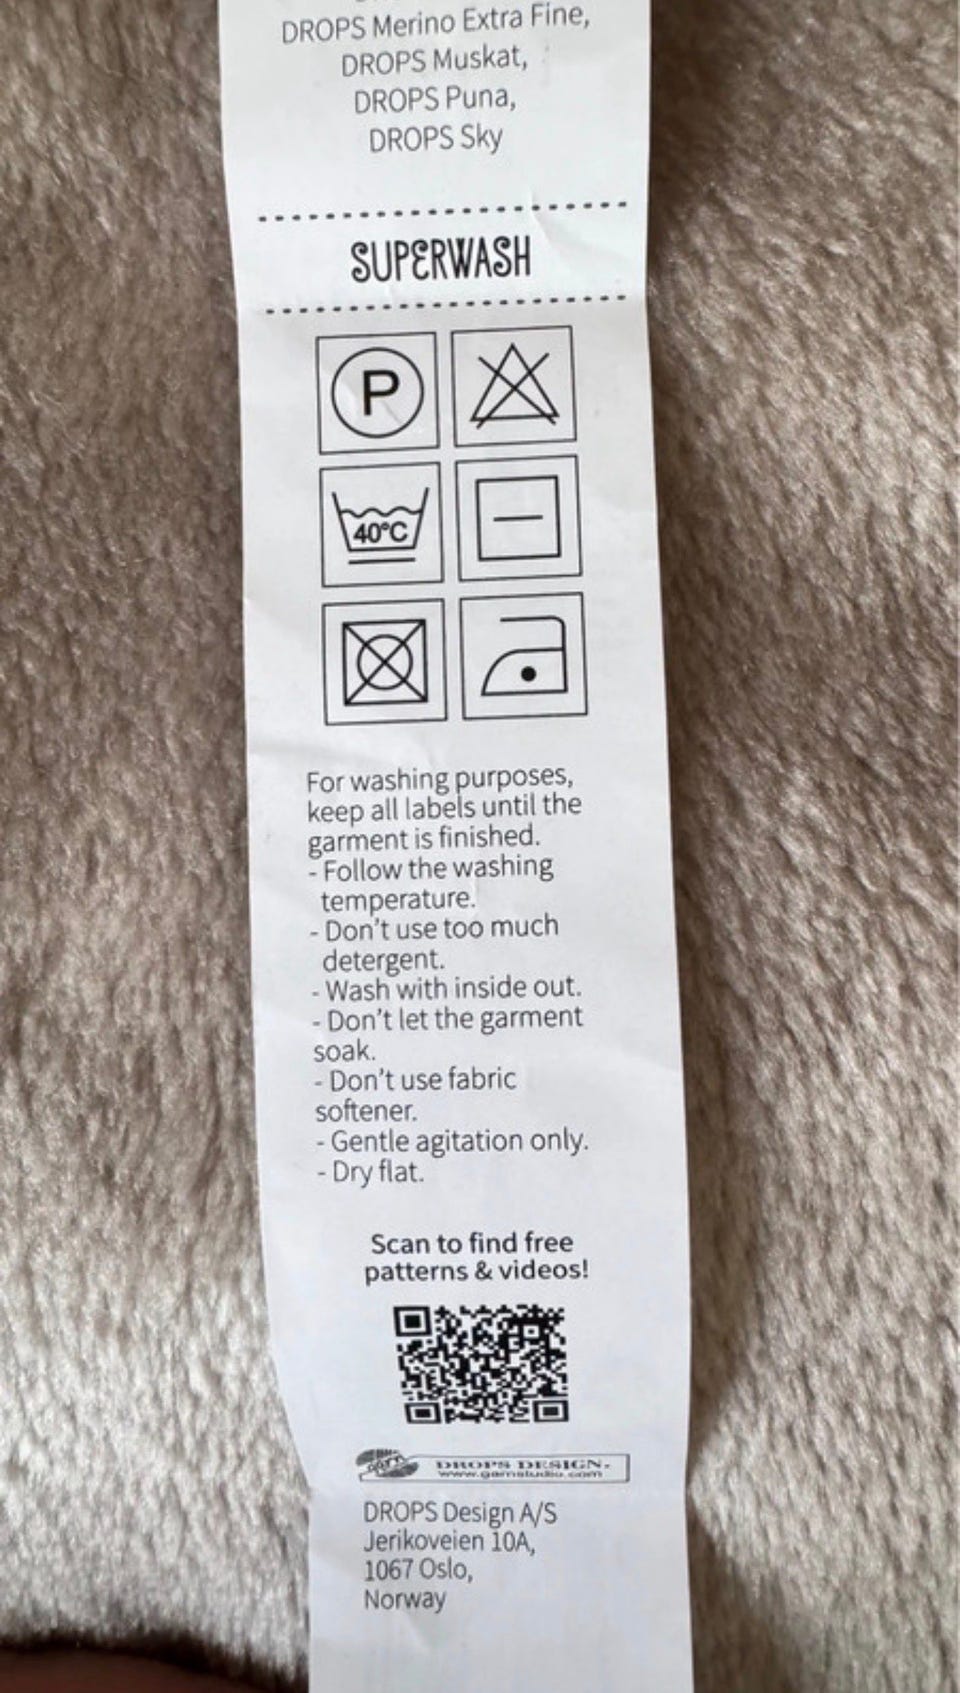 DROPS Merino Extra Fine,
DROPS Muskat,
DROPS Puna,
DROPS Sky
SUPERWASH
P
40°C
For washing purposes,
keep all labels until the
garment is finished.
- Follow the washing
temperature.
- Don't use too much
detergent.
- Wash with inside out.
- Don't let the garment
soak.
- Don't use fabric
softener.
- Gentle agitation only.
- Dry flat.
Scan to find free
patterns & videos!
DROPS DESIGN
www.garnstudio.com
DROPS Design A/S
Jerikoveien 10A,
1067 Oslo,
Norway